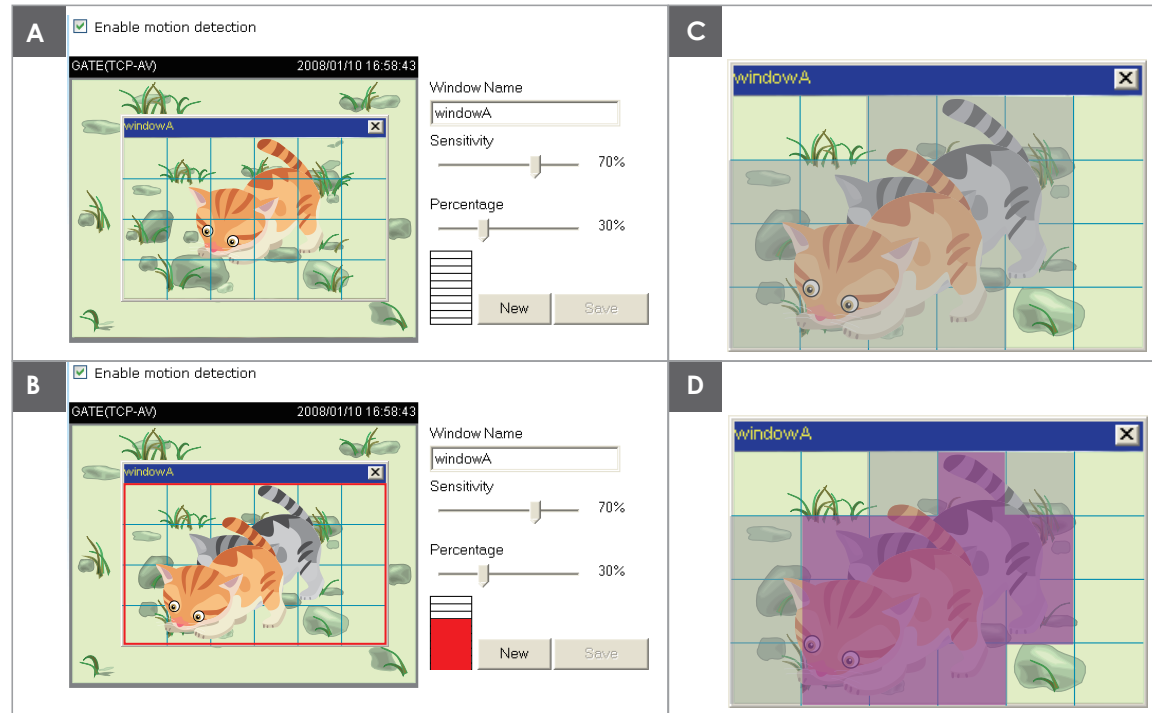 A
Enable motion detection
GATE(TCP-AV) 2008/01/10 16:58:43
windowA
Window Name
windowA
Sensitivity
70%
Percentage
30%
New Save
C
windowA
B
Enable motion detection
GATE(TCP-AV) 2008/01/10 16:58:43
windowA
Window Name
windowA
Sensitivity
70%
Percentage
30%
New Save
D
windowA